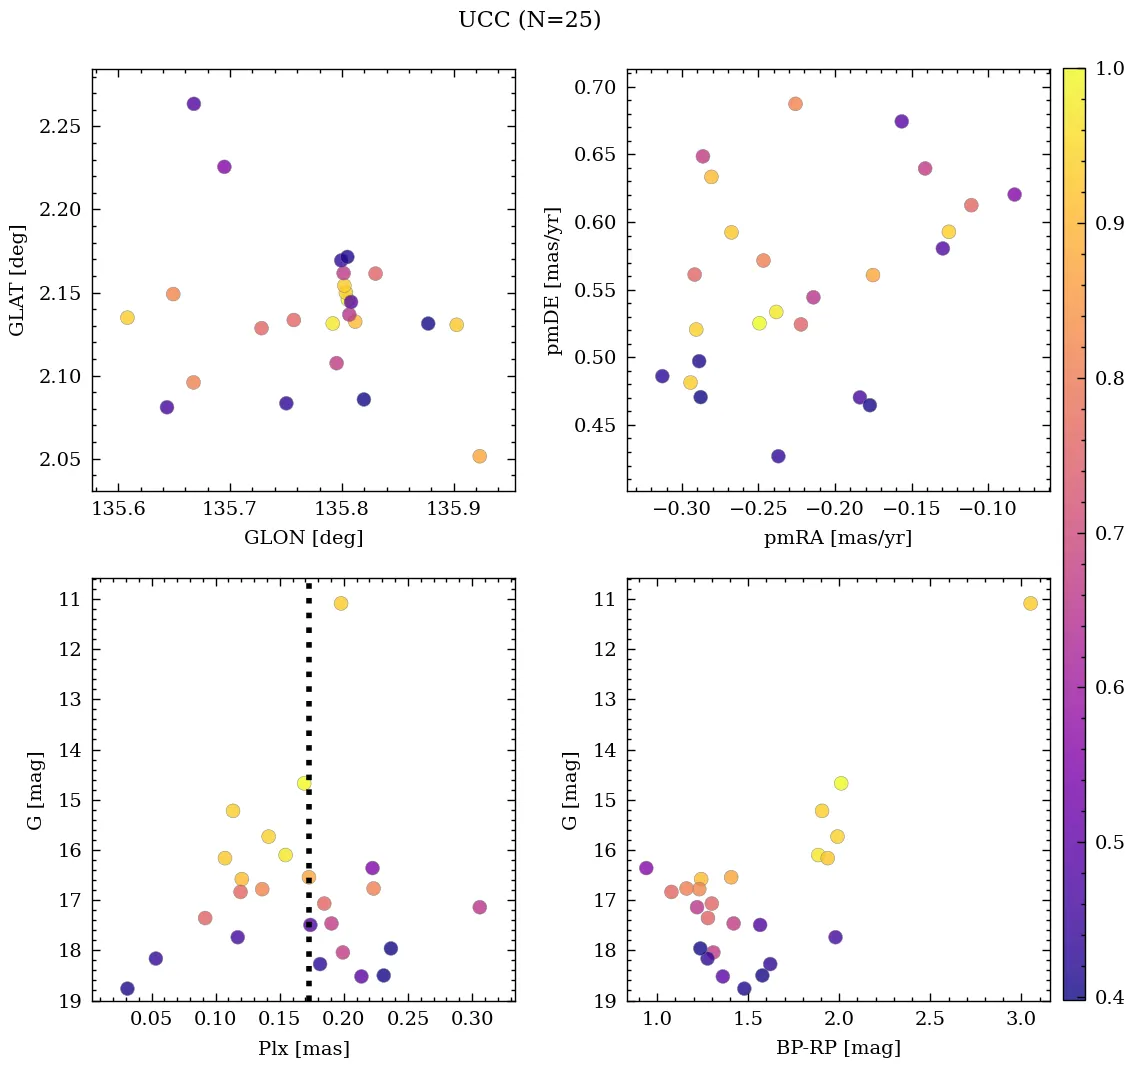 UCC (N=25)
GLAT [deg]
2.25
2.20
2.15
2.10
2.05
135.6 135.7 135.8 135.9
GLON [deg]
pmDE [mas/yr]
0.70
0.65
0.60
0.55
0.50
0.45
−0.30 −0.25 −0.20 −0.15 −0.10
pmRA [mas/yr]
G [mag]
11
12
13
14
15
16
17
18
19
0.05 0.10 0.15 0.20 0.25 0.30
Plx [mas]
G [mag]
11
12
13
14
15
16
17
18
19
1.0 1.5 2.0 2.5 3.0
BP-RP [mag]
1.0
0.9
0.8
0.7
0.6
0.5
0.4